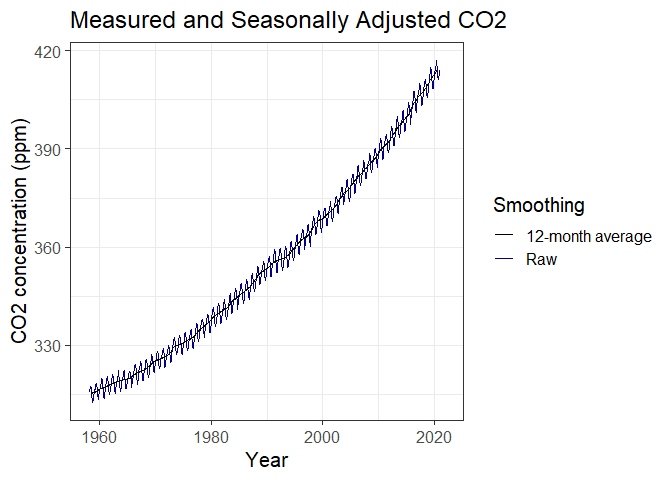 Measured and Seasonally Adjusted CO2
420
390
360
330
CO2 concentration (ppm)
1960 1980 2000 2020
Year
Smoothing
12-month average
Raw